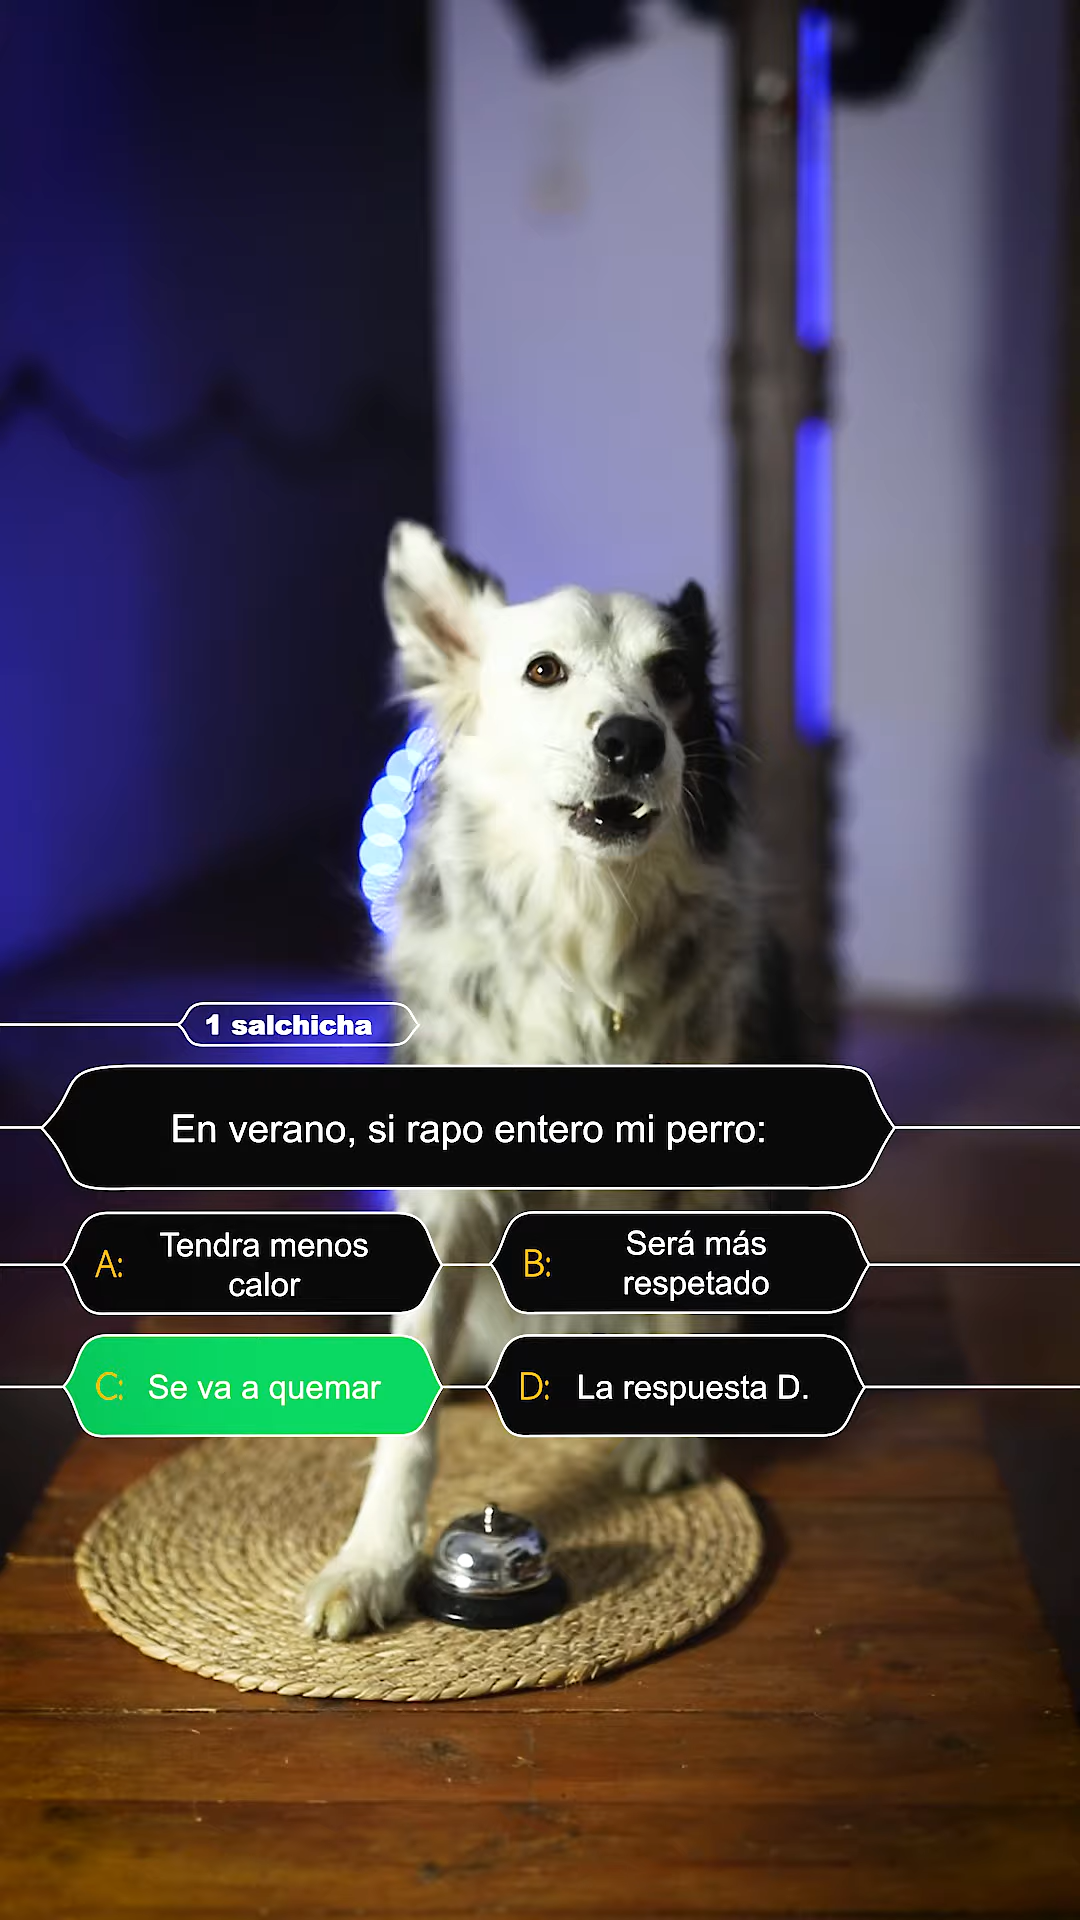 1 salchicha
En verano, si rapo entero mi perro:
A: Tendra menos
calor
B: Será más
respetado
C: Se va a quemar
D: La respuesta D.